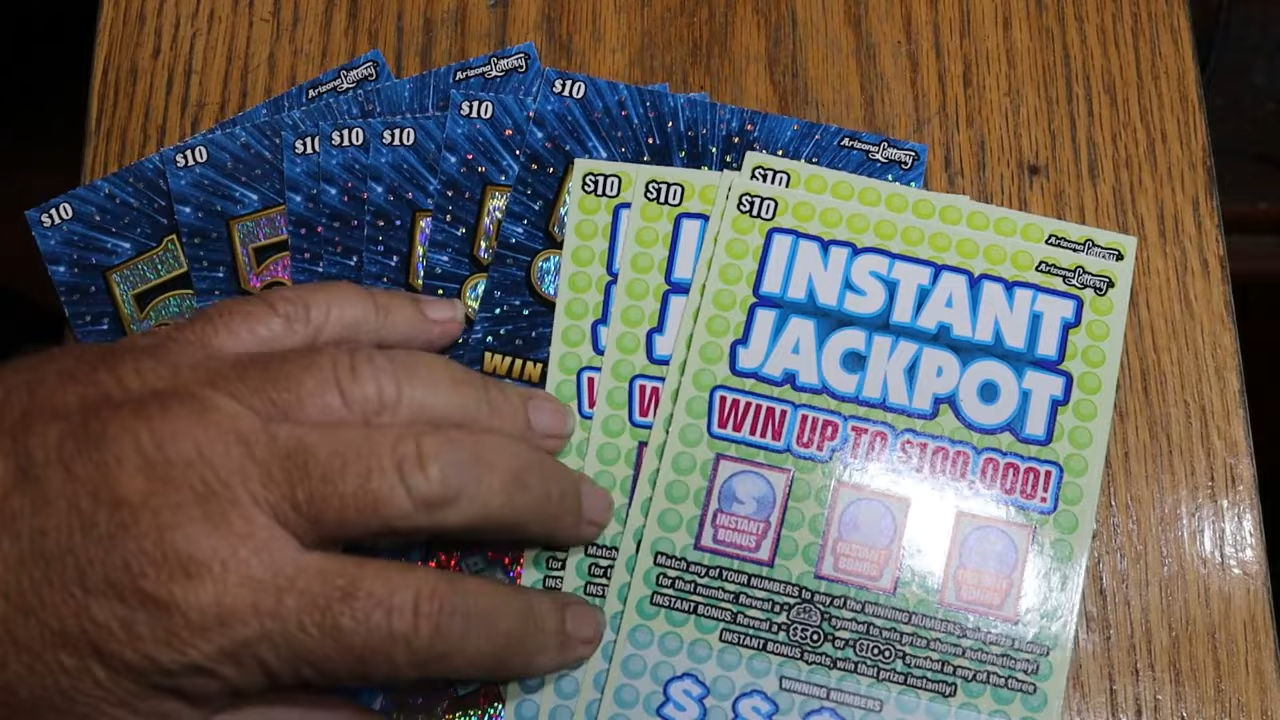 Arizona Lottery
Arizona Lottery
$10
$10
$10
$10
$10
$10
$10
Arizona Lottery
$10
WIN
$10
$10
$10
$10
Arizona Lottery
Arizona Lottery
INSTANT
JACKPOT
WIN UP TO $100,000!
INSTANT
BONUS
INSTANT
BONUS
INSTANT
BONUS
Match any of YOUR NUMBERS to any of the WINNING NUMBERS, win prize shown
for that number. Reveal a " " symbol to win prize shown automatically!
INSTANT BONUS: Reveal a "$50" or "$100" symbol in any of the three
INSTANT BONUS spots, win that prize instantly!
WINNING NUMBERS
$ $ $